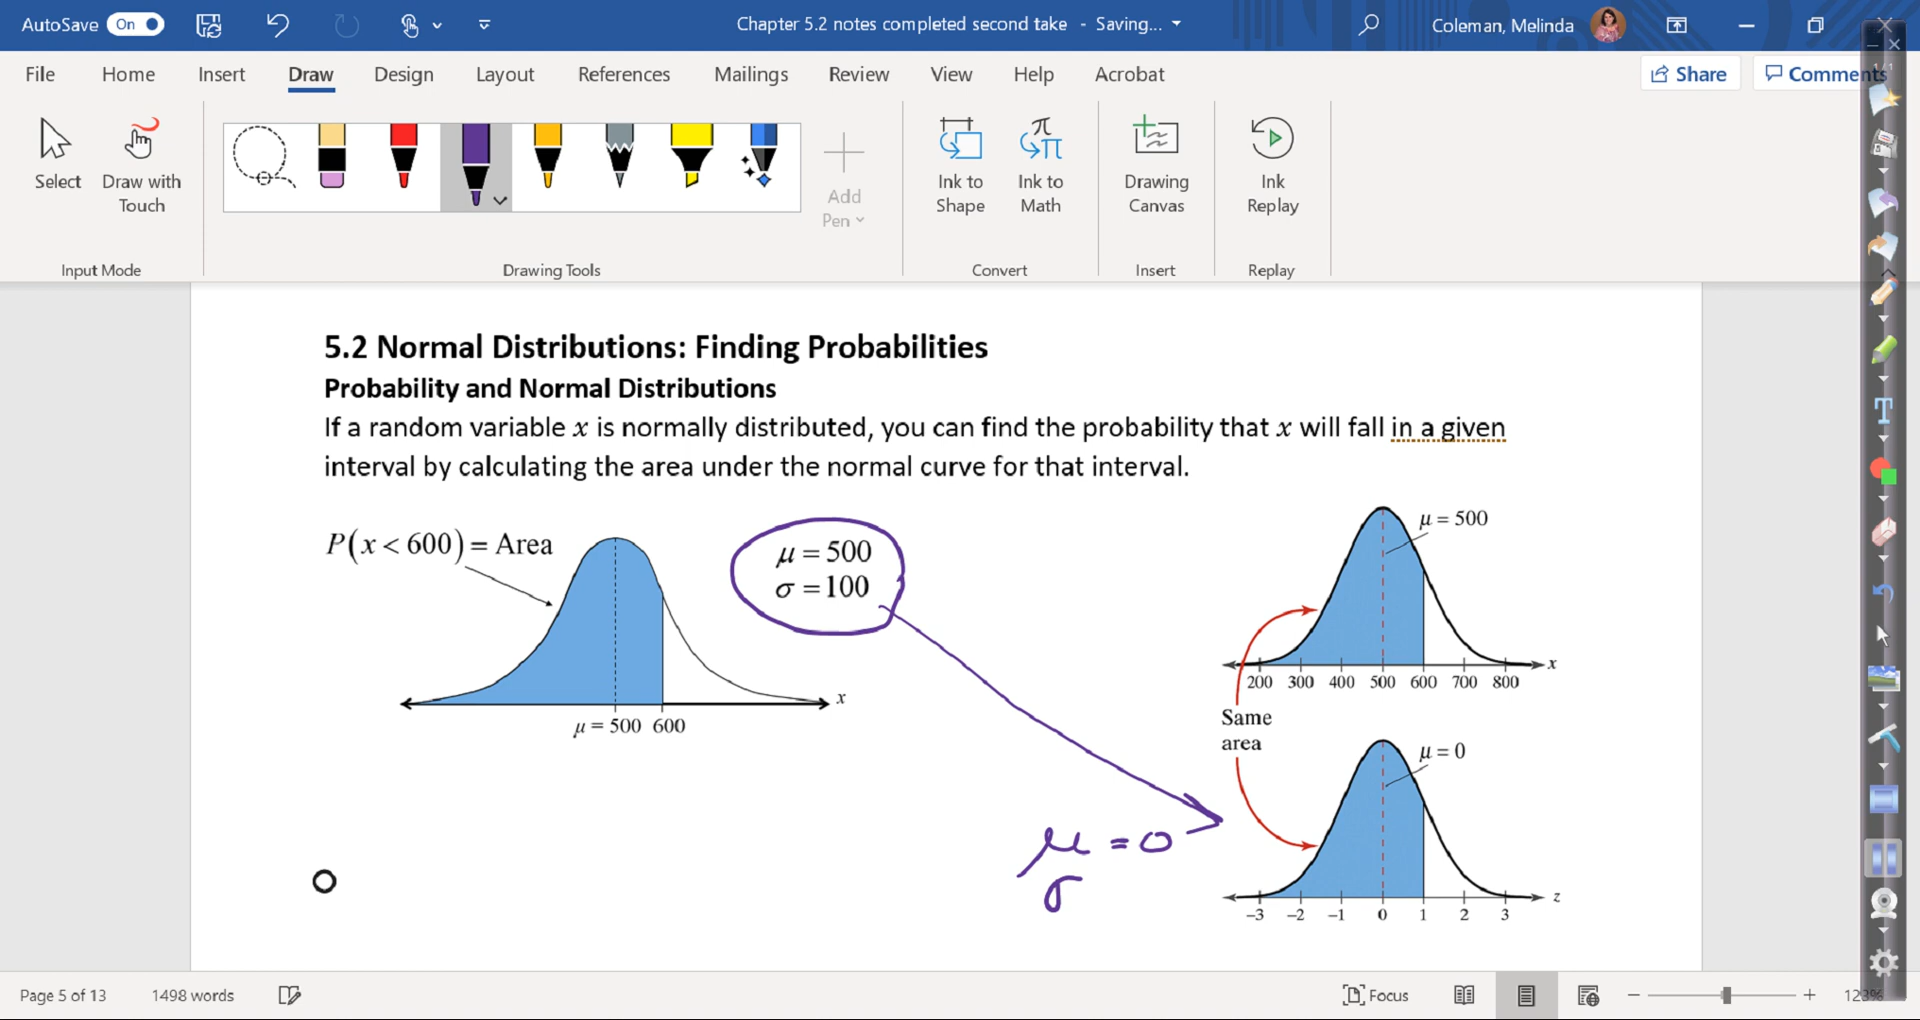 AutoSave On
Chapter 5.2 notes completed second take - Saving...
Coleman, Melinda
File Home Insert Draw Design Layout References Mailings Review View Help Acrobat
Share Comments
1/1
Select
Draw with Touch
Add Pen
Ink to Shape
Ink to Math
Drawing Canvas
Ink Replay
Input Mode
Drawing Tools
Convert
Insert
Replay
5.2 Normal Distributions: Finding Probabilities
Probability and Normal Distributions
If a random variable x is normally distributed, you can find the probability that x will fall in a given
interval by calculating the area under the normal curve for that interval.
P(x < 600) = Area
μ = 500
σ = 100
x
μ = 500 600
μ = 500
x
200 300 400 500 600 700 800
Same
area
μ = 0
z
-3 -2 -1 0 1 2 3
μ = 0
σ
Page 5 of 13
1498 words
Focus